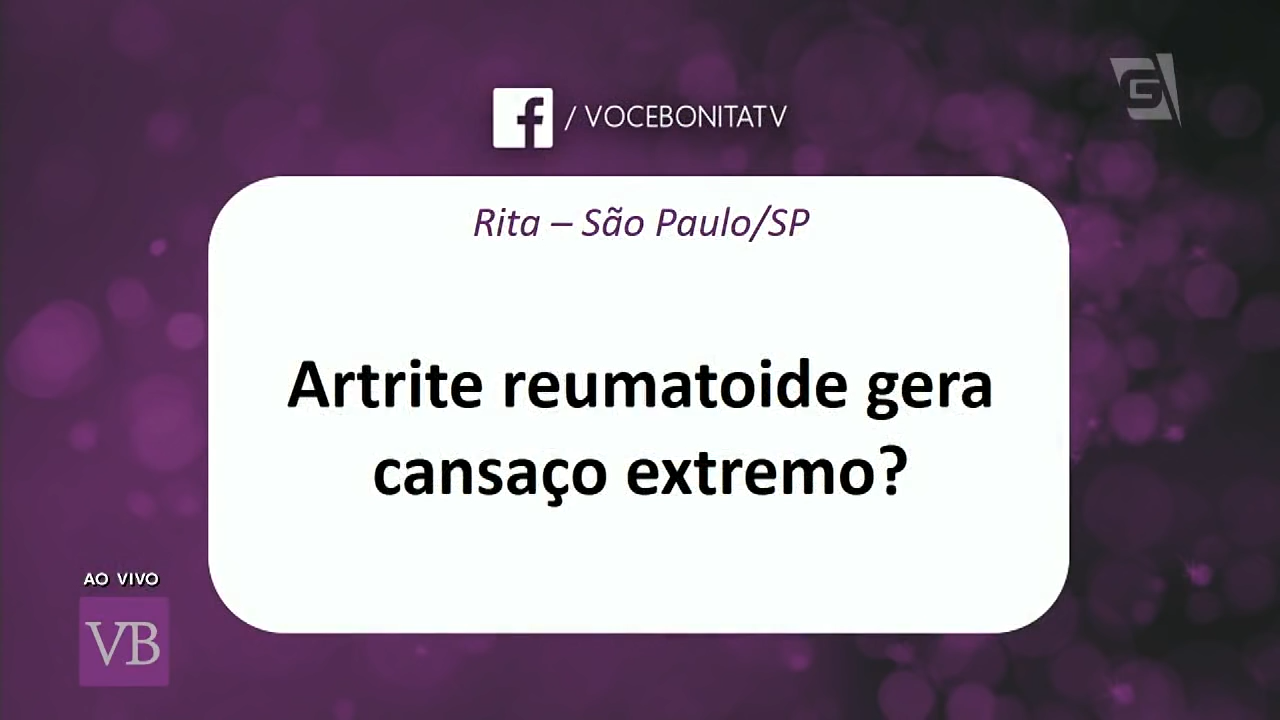 f / VOCEBONITATV
G
Rita – São Paulo/SP
Artrite reumatoide gera
cansaço extremo?
AO VIVO
VB